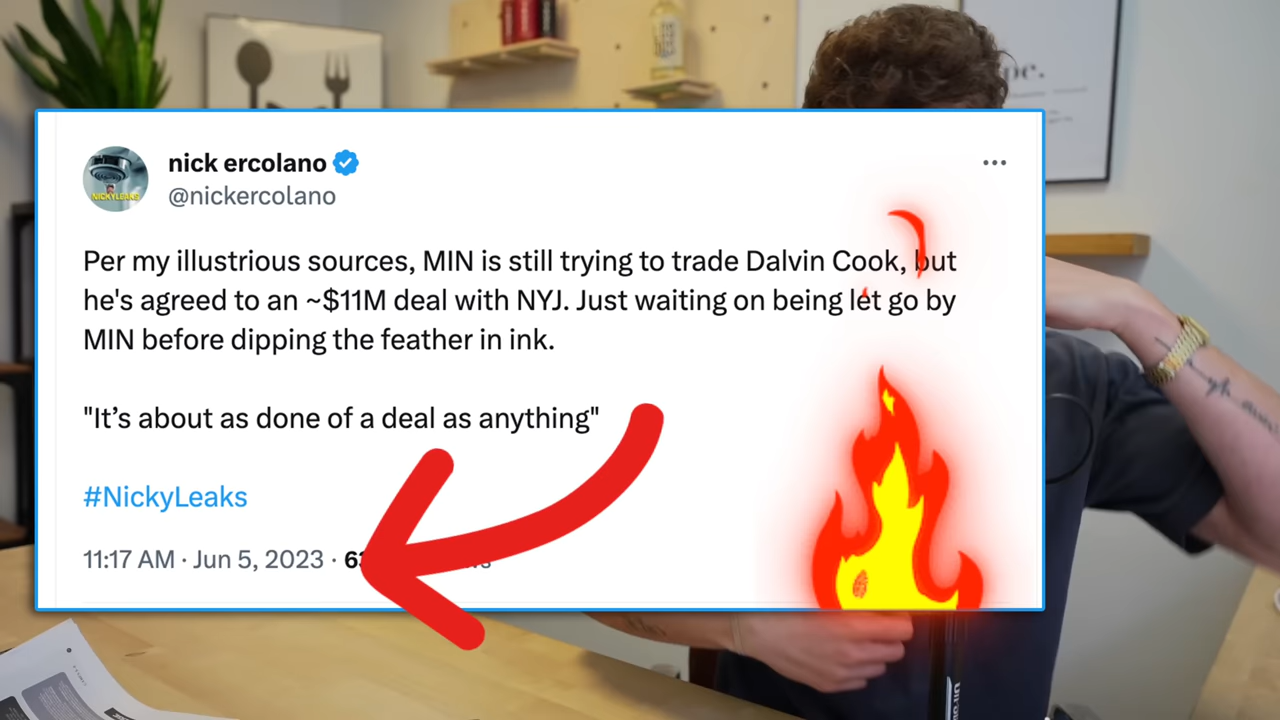 nick ercolano
@nickercolano
NICKYLEAKS
Per my illustrious sources, MIN is still trying to trade Dalvin Cook, but
he's agreed to an ~$11M deal with NYJ. Just waiting on being let go by
MIN before dipping the feather in ink.
"It’s about as done of a deal as anything"
#NickyLeaks
11:17 AM · Jun 5, 2023 ·